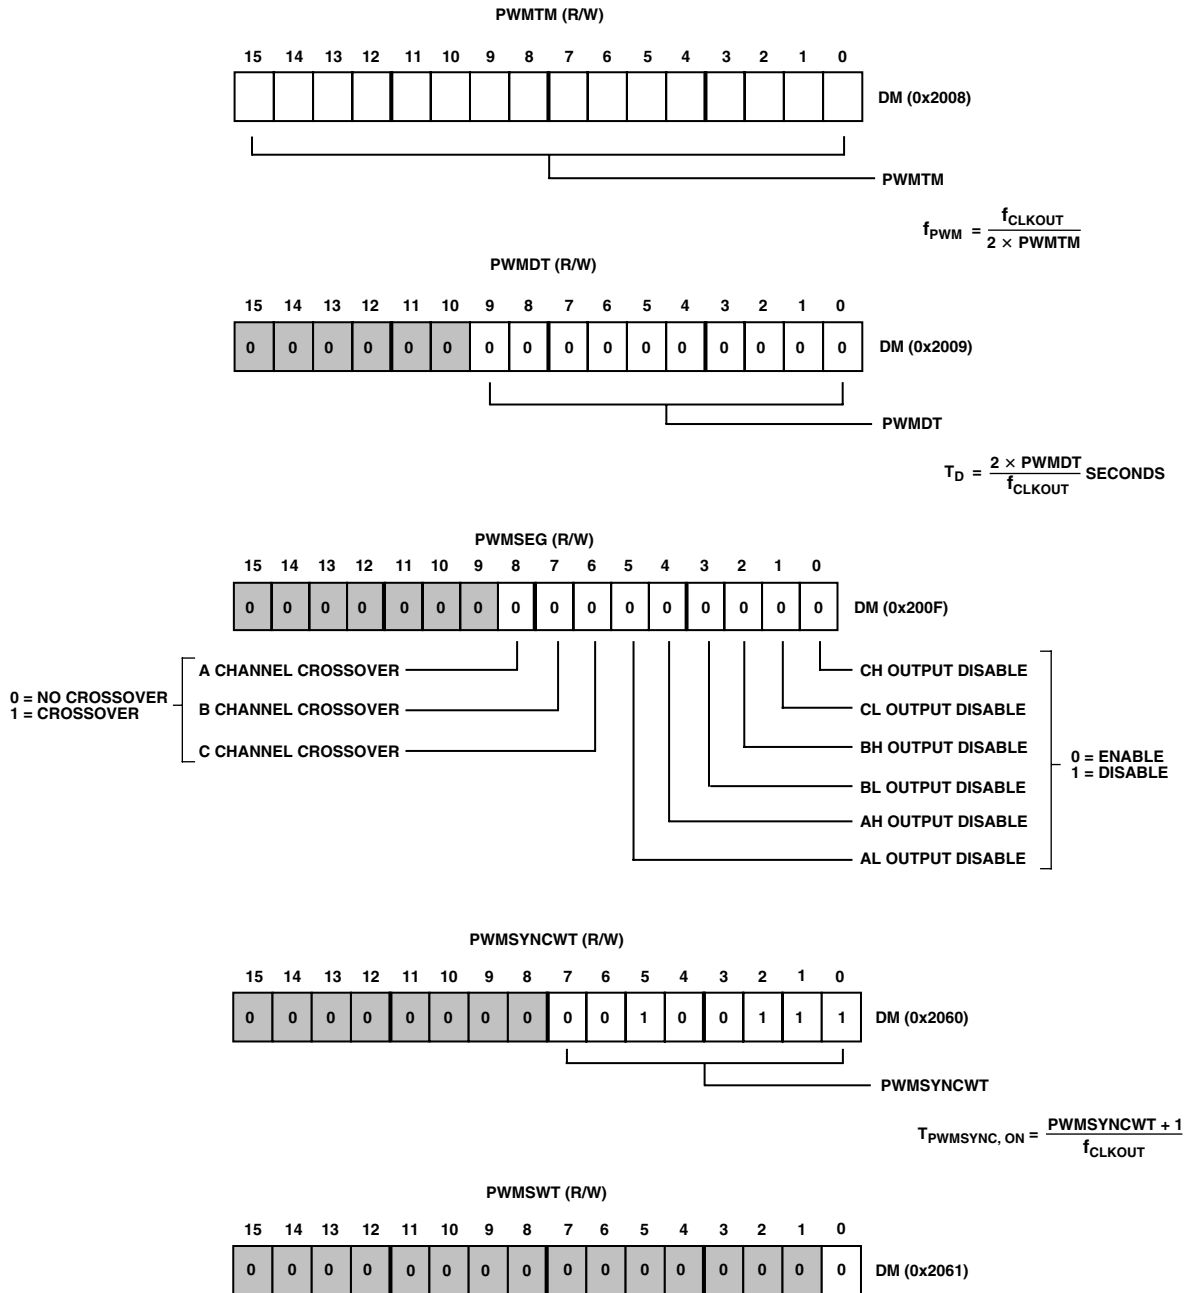 PWMTM (R/W)
15 14 13 12 11 10 9 8 7 6 5 4 3 2 1 0
DM (0x2008)
PWMTM
fPWM = fCLKOUT / 2 × PWMTM
PWMDT (R/W)
15 14 13 12 11 10 9 8 7 6 5 4 3 2 1 0
0 0 0 0 0 0 0 0 0 0 0 0 0 0 0 0 DM (0x2009)
PWMDT
TD = 2 × PWMDT / fCLKOUT SECONDS
PWMSEG (R/W)
15 14 13 12 11 10 9 8 7 6 5 4 3 2 1 0
0 0 0 0 0 0 0 0 0 0 0 0 0 0 0 0 DM (0x200F)
0 = NO CROSSOVER
1 = CROSSOVER
A CHANNEL CROSSOVER
B CHANNEL CROSSOVER
C CHANNEL CROSSOVER
CH OUTPUT DISABLE
CL OUTPUT DISABLE
BH OUTPUT DISABLE
BL OUTPUT DISABLE
AH OUTPUT DISABLE
AL OUTPUT DISABLE
0 = ENABLE
1 = DISABLE
PWMSYNCWT (R/W)
15 14 13 12 11 10 9 8 7 6 5 4 3 2 1 0
0 0 0 0 0 0 0 0 0 0 1 0 0 1 1 1 DM (0x2060)
PWMSYNCWT
TPWMSYNC, ON = PWMSYNCWT + 1 / fCLKOUT
PWMSWT (R/W)
15 14 13 12 11 10 9 8 7 6 5 4 3 2 1 0
0 0 0 0 0 0 0 0 0 0 0 0 0 0 0 0 DM (0x2061)